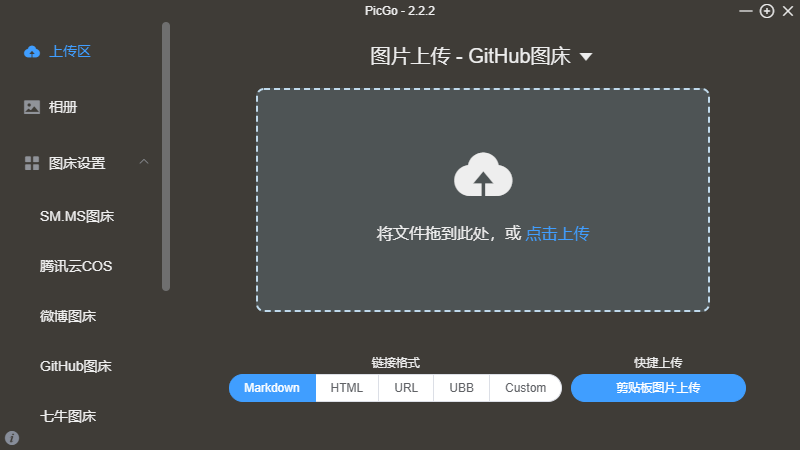 PicGo - 2.2.2
上传区
相册
图床设置
SM.MS图床
腾讯云COS
微博图床
GitHub图床
七牛图床
图片上传 - GitHub图床
将文件拖到此处，或 点击上传
链接格式
Markdown HTML URL UBB Custom
快捷上传
剪贴板图片上传